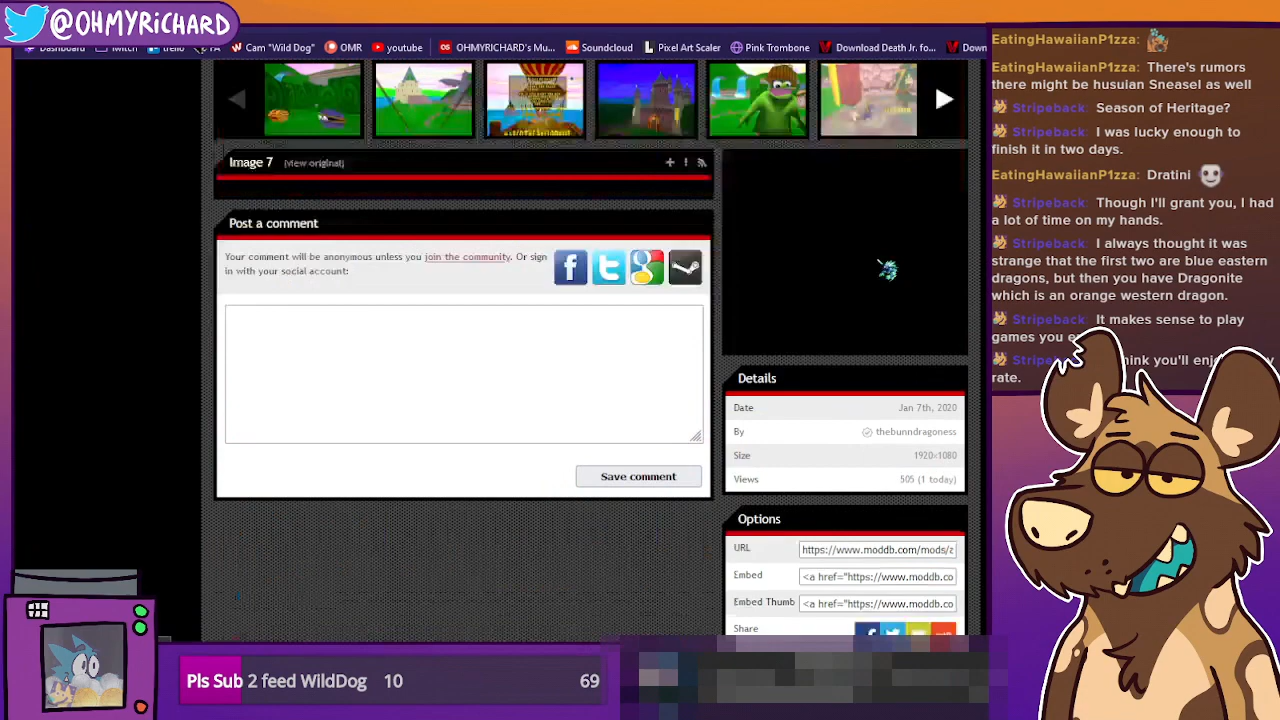 @OHMYRICHARD
Dashboard
Twitch
Trello
FA
Cam "Wild Dog"
OMR
youtube
OHMYRICHARD's Mu...
Soundcloud
Pixel Art Scaler
Pink Trombone
Download Death Jr. fo...
Down
Image 7 (view original)
Post a comment
Your comment will be anonymous unless you join the community. Or sign
in with your social account:
Save comment
Details
Date Jan 7th, 2020
By thebunndragoness
Size 1920×1080
Views 505 (1 today)
Options
URL https://www.moddb.com/mods/a
Embed <a href="https://www.moddb.co
Embed Thumb <a href="https://www.moddb.co
Share
EatingHawaiianP1zza:
EatingHawaiianP1zza: There's rumors
there might be husuian Sneasel as well
Stripeback: Season of Heritage?
Stripeback: I was lucky enough to
finish it in two days.
EatingHawaiianP1zza: Dratini
Stripeback: Though I'll grant you, I had
a lot of time on my hands.
Stripeback: I always thought it was
strange that the first two are blue eastern
dragons, but then you have Dragonite
which is an orange western dragon.
Stripeback: It makes sense to play
games you
think you'll
rate.
Pls Sub 2 feed WildDog 10 69